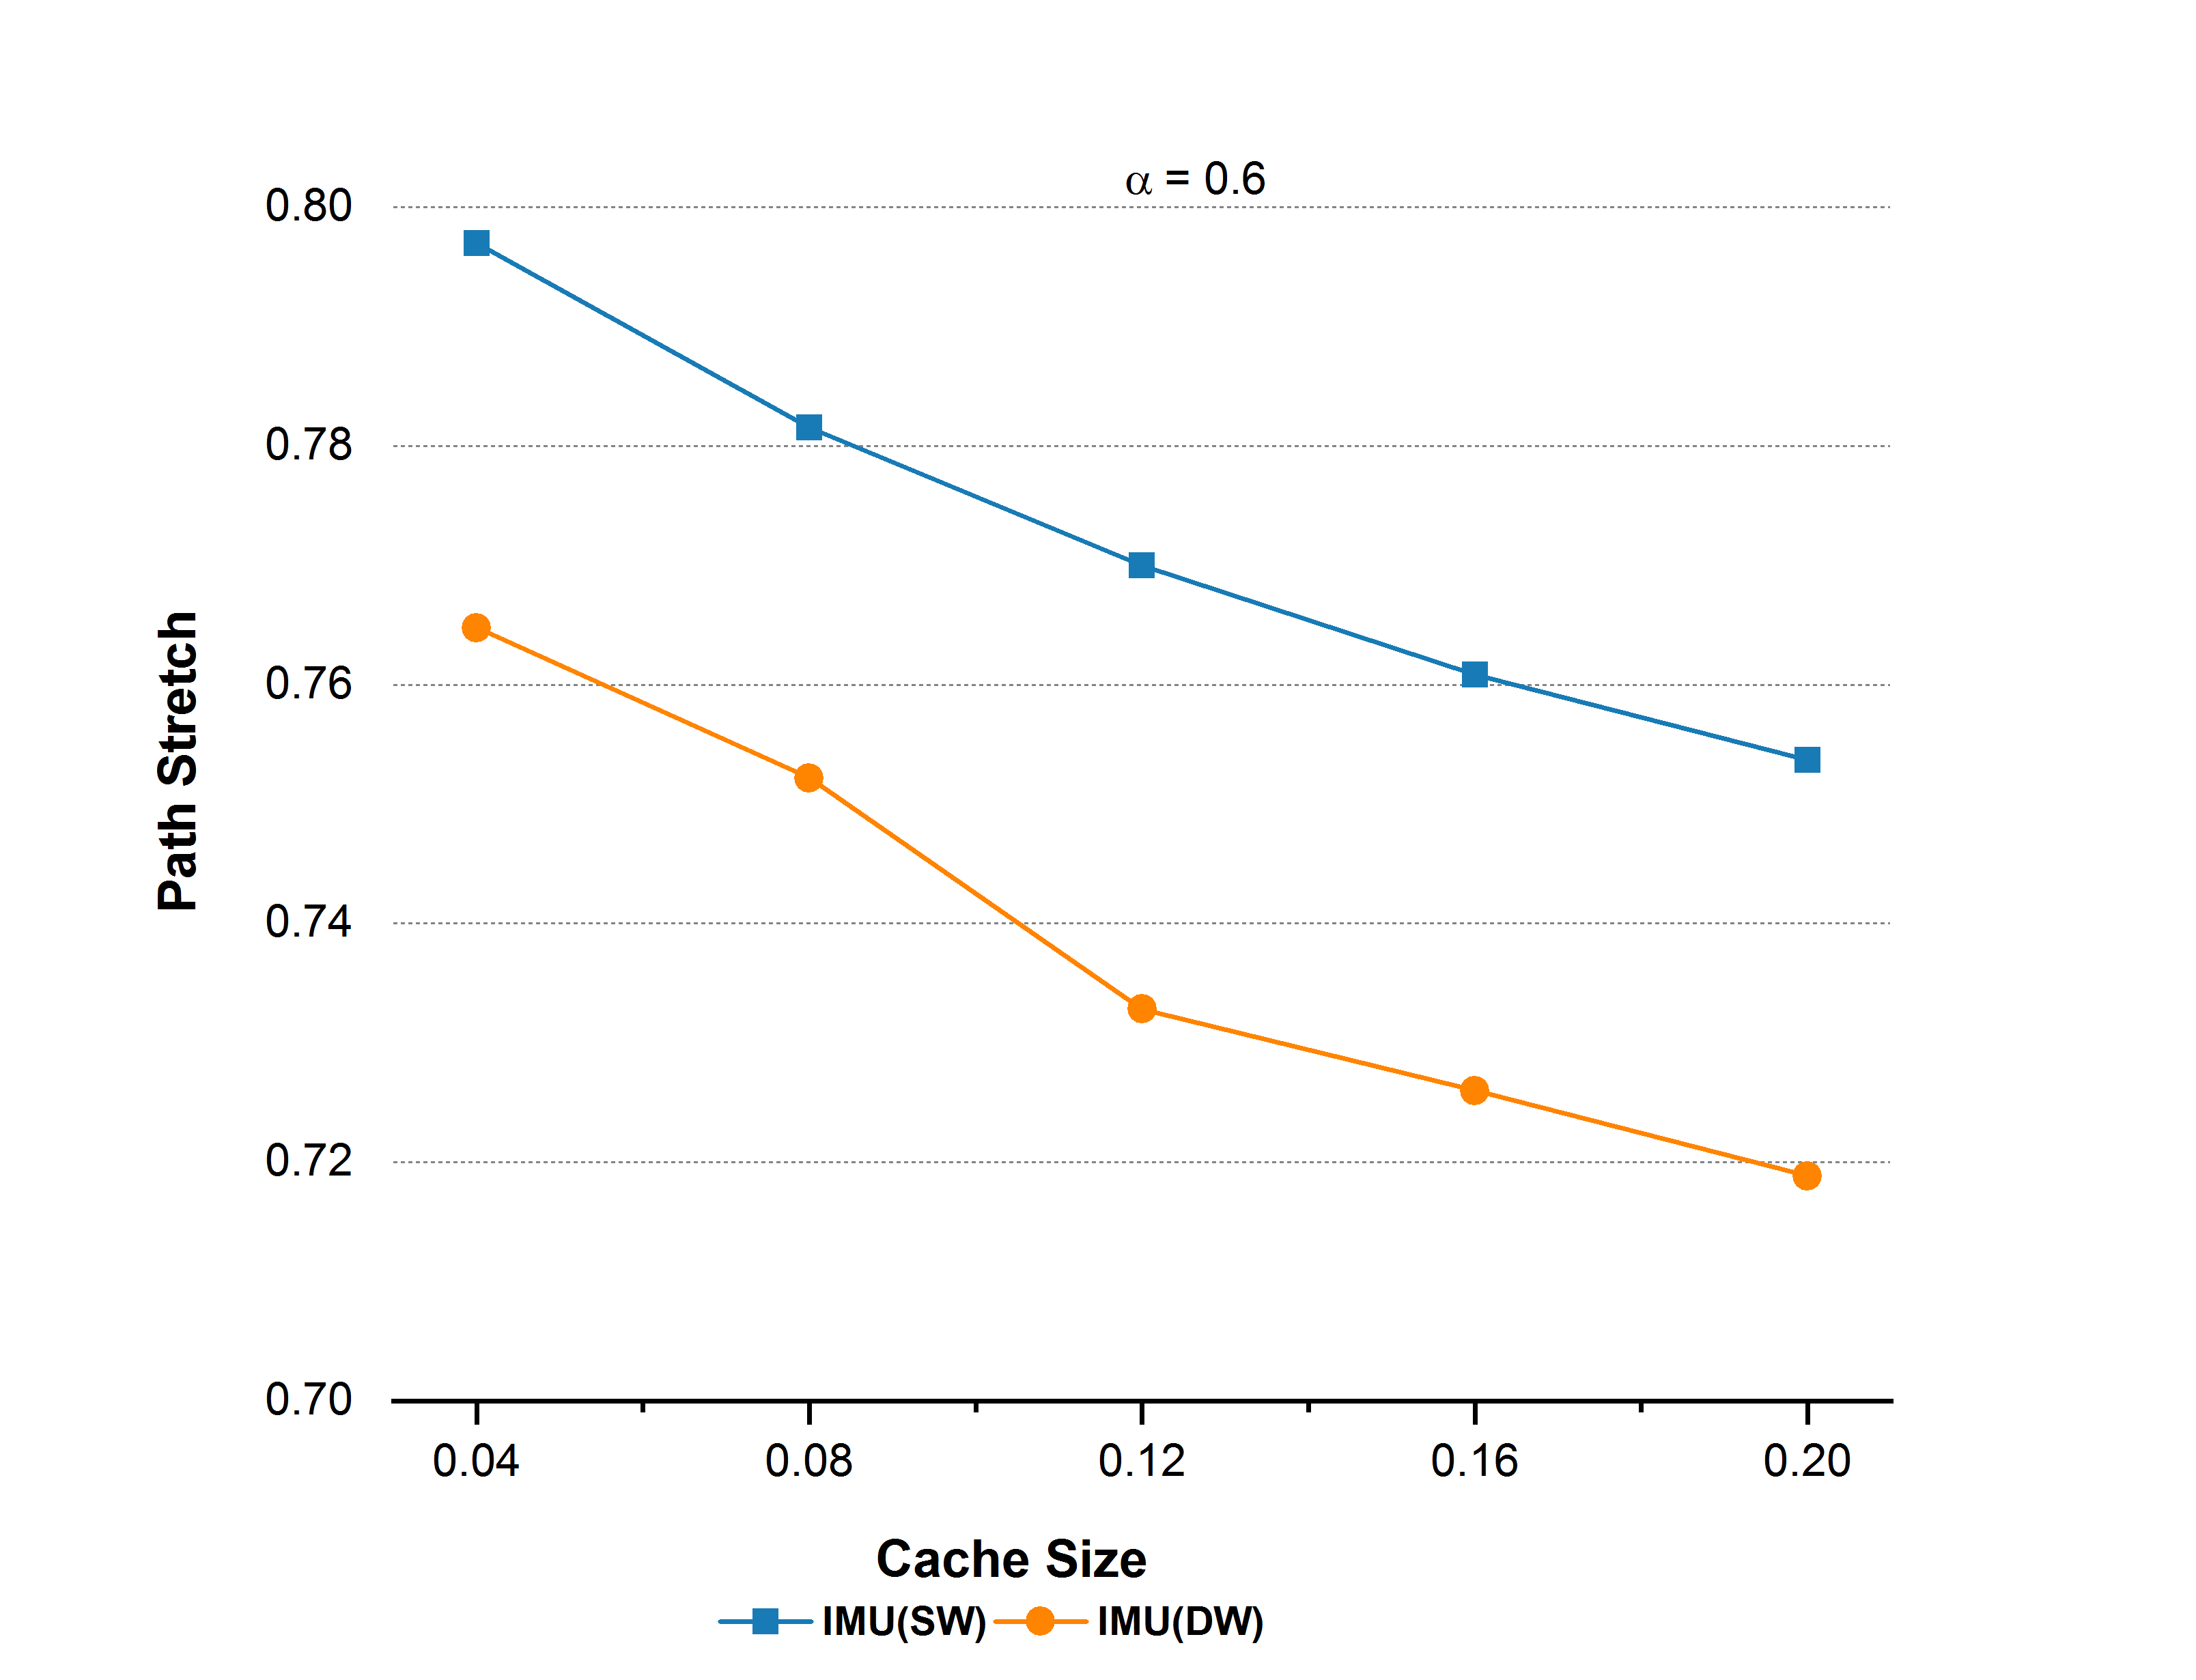 α = 0.6
0.80
0.78
0.76
0.74
0.72
0.70
Path Stretch
0.04 0.08 0.12 0.16 0.20
Cache Size
IMU(SW) IMU(DW)